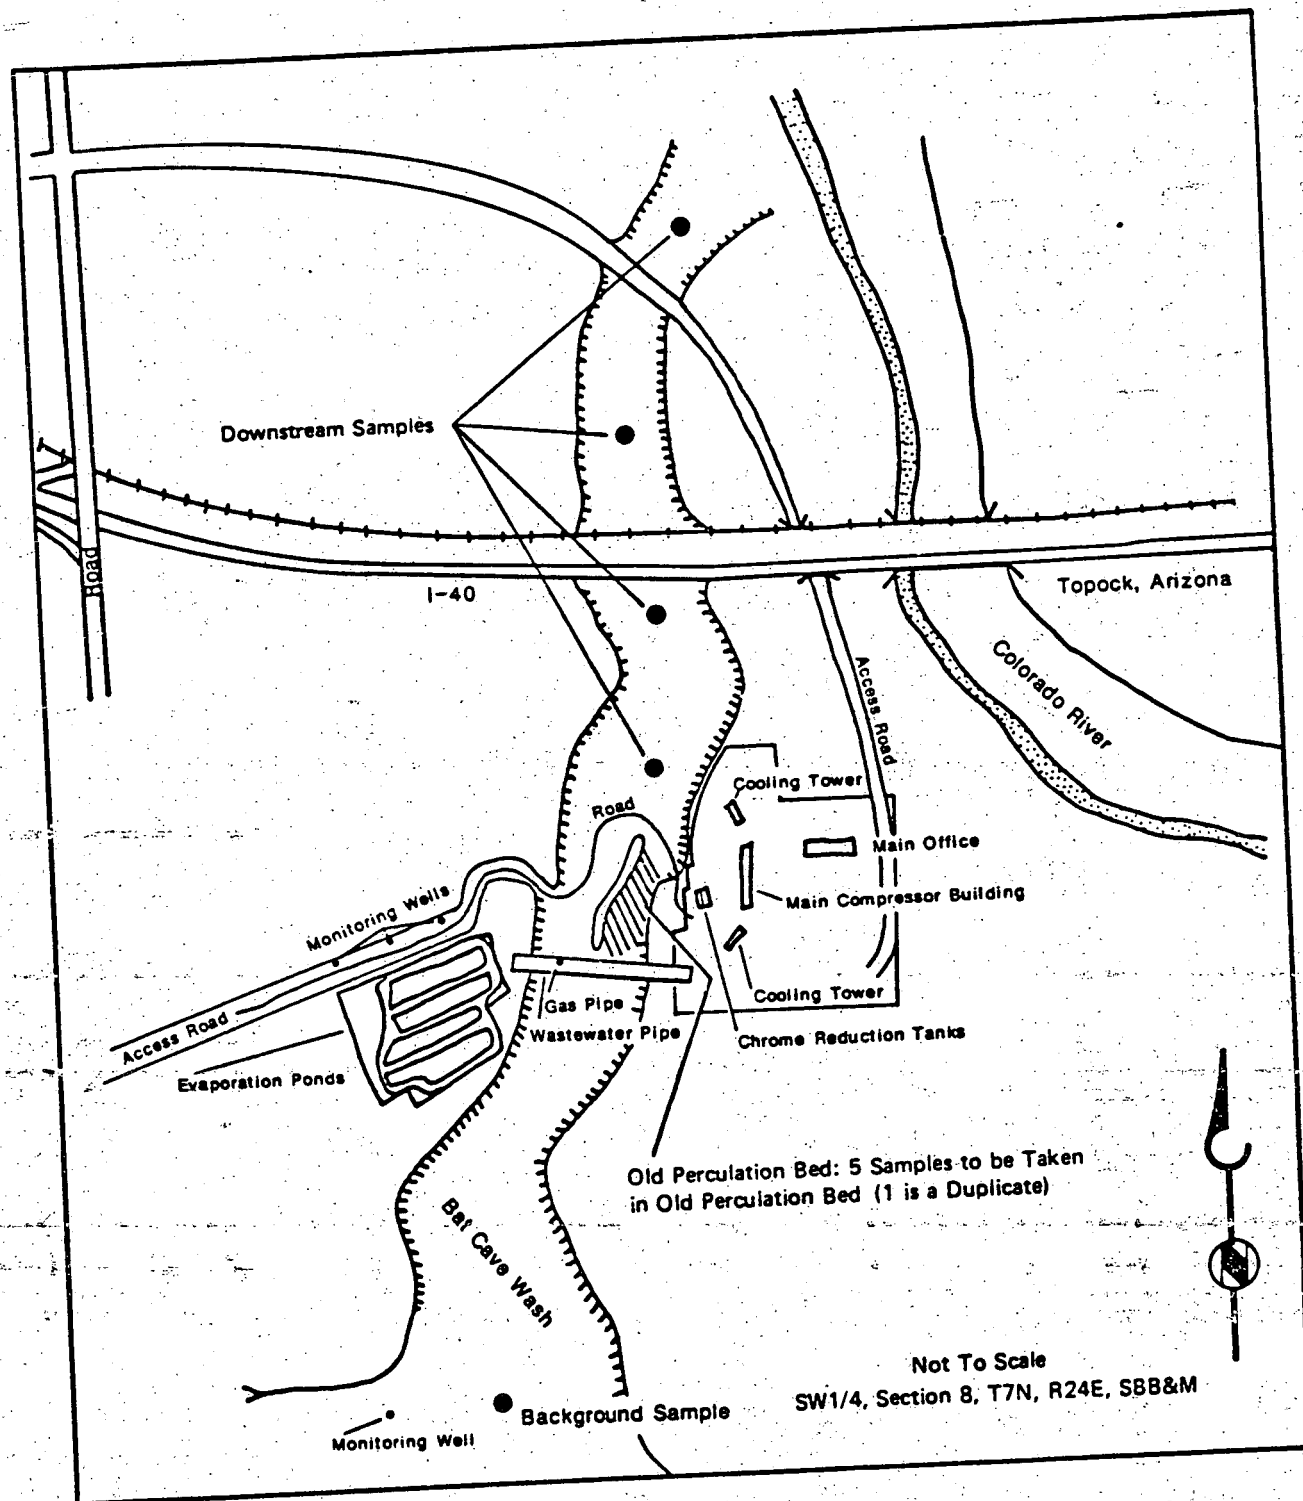 Downstream Samples
Road
I-40
Topock, Arizona
Colorado River
Access Road
Cooling Tower
Road
Main Office
Main Compressor Building
Monitoring Wells
Cooling Tower
Gas Pipe
Access Road
Wastewater Pipe
Chrome Reduction Tanks
Evaporation Ponds
Old Perculation Bed: 5 Samples to be Taken
in Old Perculation Bed (1 is a Duplicate)
Bat Cave Wash
Not To Scale
SW1/4, Section 8, T7N, R24E, SBB&M
Background Sample
Monitoring Well